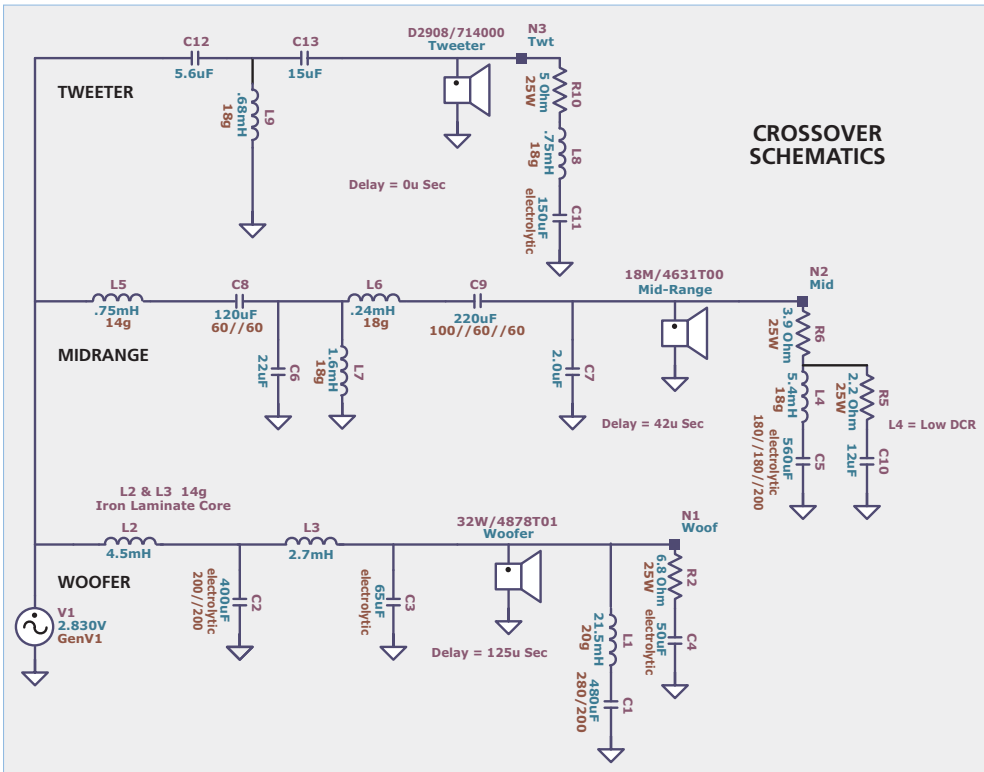 CROSSOVER
SCHEMATICS
TWEETER
C12
5.6uF
C13
15uF
.68mH
18g
L9
D2908/714000
Tweeter
N3
Twt
5 Ohm
25W
R10
.75mH
18g
L8
150uF
electrolytic
C11
Delay = 0u Sec
MIDRANGE
L5
.75mH
14g
C8
120uF
60//60
22uF
C6
1.6mH
18g
L7
L6
.24mH
18g
C9
220uF
100//60//60
2.0uF
C7
18M/4631T00
Mid-Range
N2
Mid
3.9 Ohm
25W
R6
5.4mH
18g
L4
2.2 Ohm
25W
R5
L4 = Low DCR
560uF
electrolytic
180//180//200
C5
12uF
C10
Delay = 42u Sec
WOOFER
L2 & L3 14g
Iron Laminate Core
L2
4.5mH
L3
2.7mH
400uF
electrolytic
200//200
C2
65uF
electrolytic
C3
32W/4878T01
Woofer
N1
Woof
6.8 Ohm
25W
R2
21.5mH
20g
L1
50uF
electrolytic
C4
480uF
280/200
C1
Delay = 125u Sec
V1
2.830V
GenV1